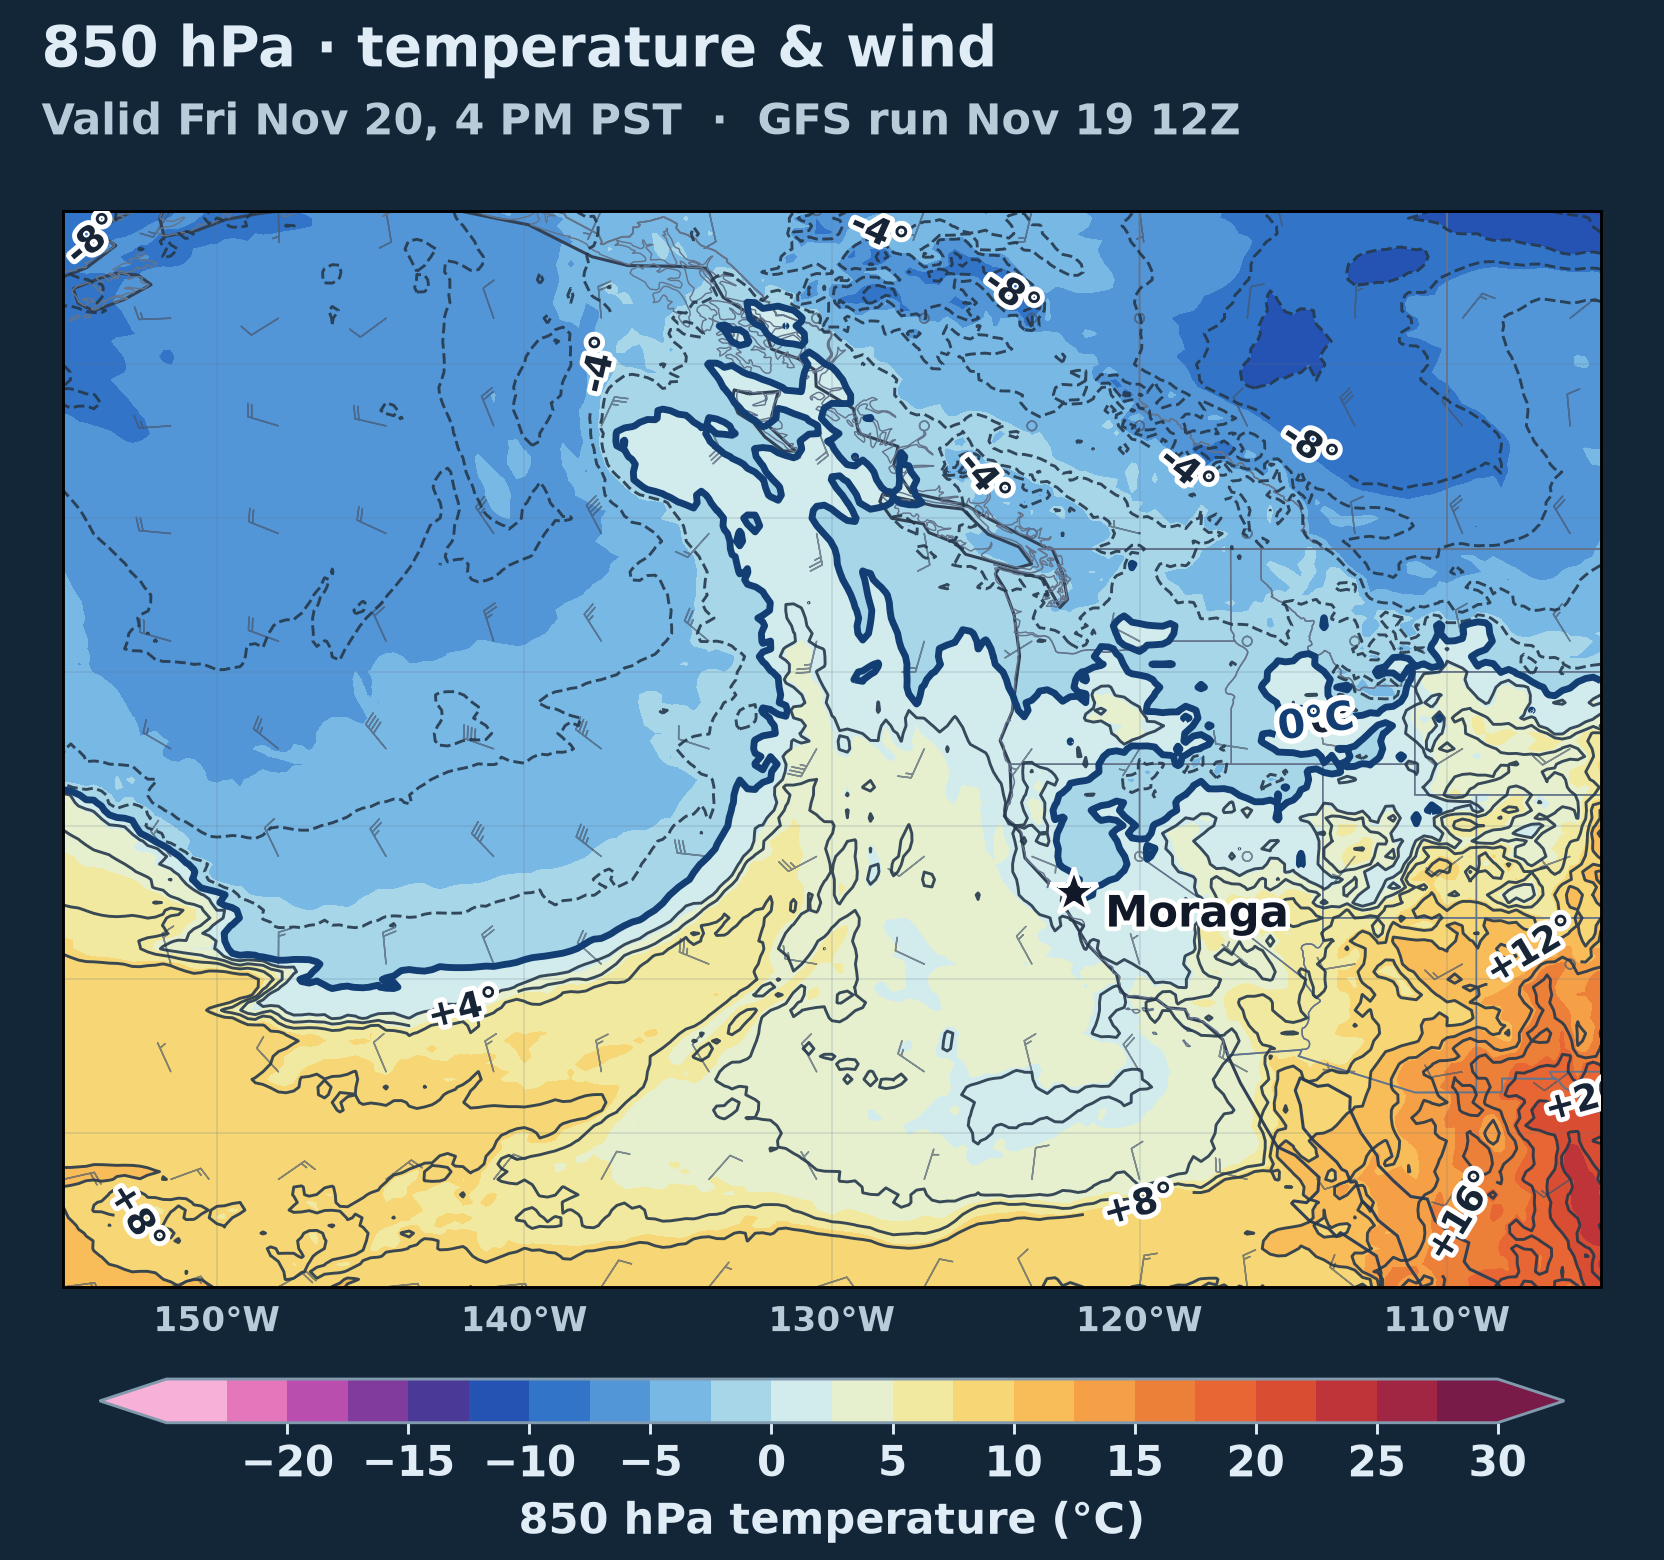 850 hPa · temperature & wind
Valid Fri Nov 20, 4 PM PST · GFS run Nov 19 12Z
-8°
-4°
-8°
-4°
-8°
-4°
-4°
0°C
Moraga
+12°
+4°
+2
+8°
+8°
+16°
150°W 140°W 130°W 120°W 110°W
−20 −15 −10 −5 0 5 10 15 20 25 30
850 hPa temperature (°C)